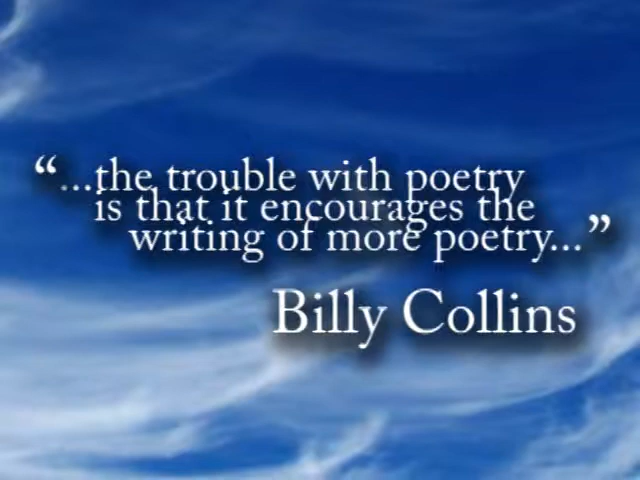 “...the trouble with poetry
is that it encourages the
writing of more poetry...”
Billy Collins